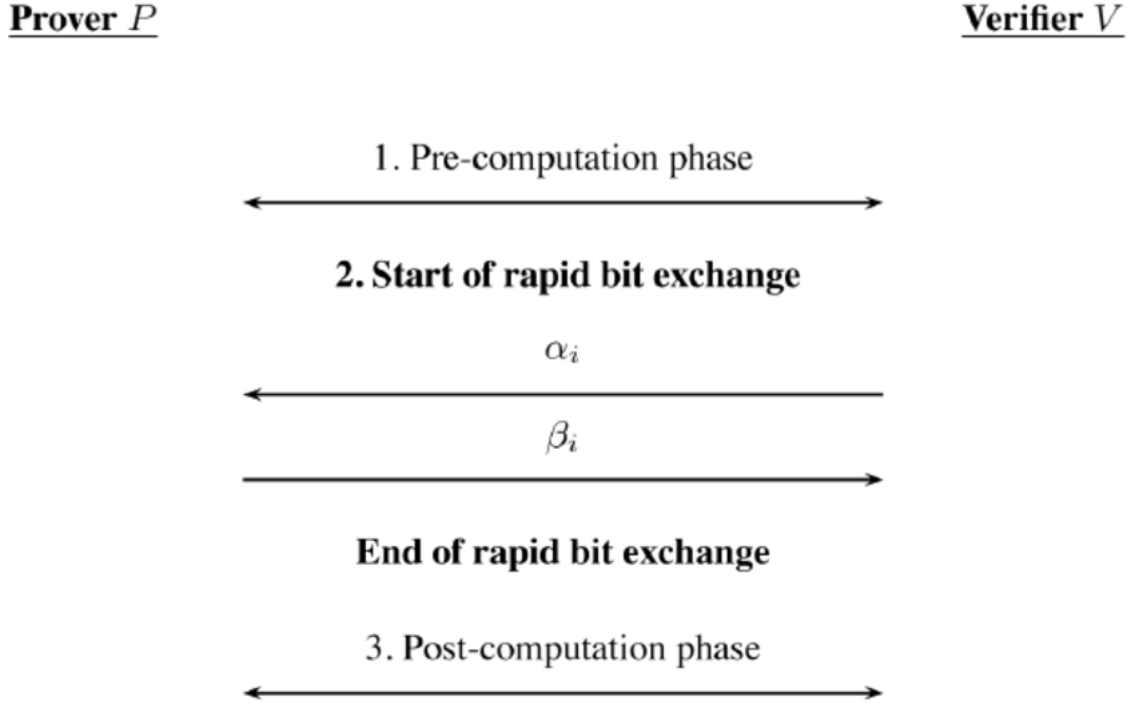 Prover P Verifier V
1. Pre-computation phase
2. Start of rapid bit exchange
αᵢ
βᵢ
End of rapid bit exchange
3. Post-computation phase